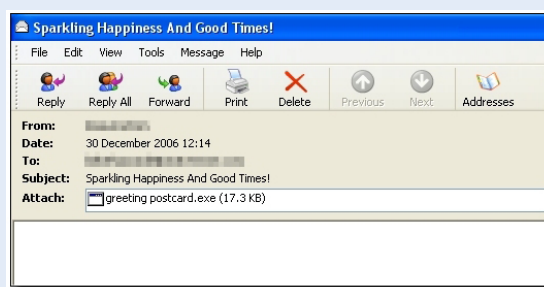 Sparkling Happiness And Good Times!
File Edit View Tools Message Help
Reply Reply All Forward Print Delete Previous Next Addresses
From:
Date: 30 December 2006 12:14
To:
Subject: Sparkling Happiness And Good Times!
Attach: greeting postcard.exe (17.3 KB)